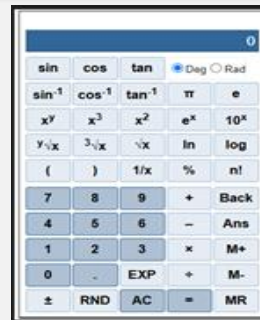 0
sin cos tan Deg Rad
sin⁻¹ cos⁻¹ tan⁻¹ π e
xʸ x³ x² eˣ 10ˣ
ʸ√x ³√x √x ln log
( ) 1/x % n!
7 8 9 + Back
4 5 6 – Ans
1 2 3 × M+
0 . EXP ÷ M-
± RND AC = MR